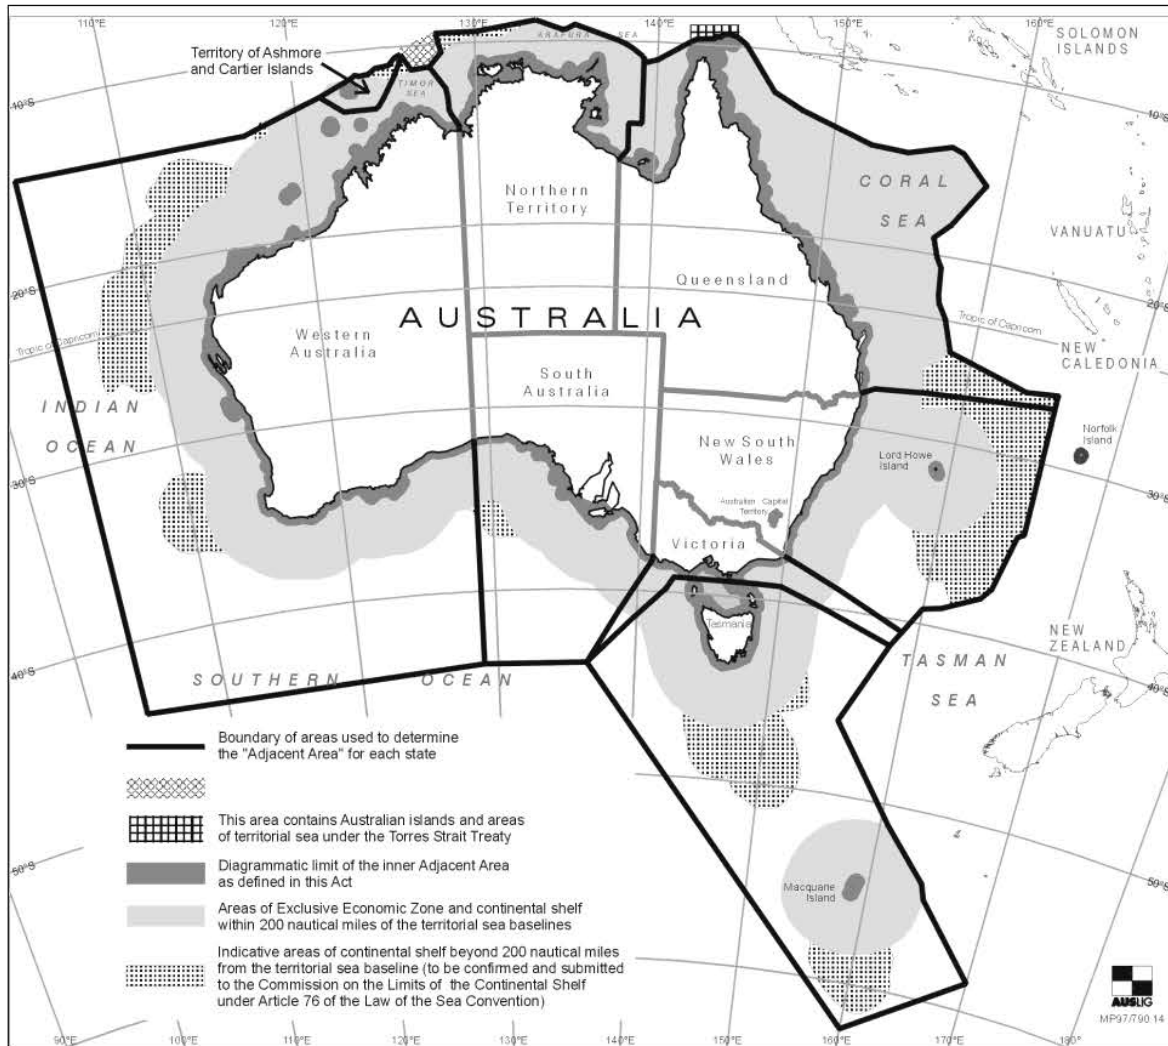 110°E
120°E
130°E
140°E
150°E
160°E
ARAFURA SEA
SOLOMON
ISLANDS
Territory of Ashmore
and Cartier Islands
TIMOR
SEA
10°S
10°S
CORAL
SEA
Northern
Territory
VANUATU
Queensland
20°S
20°S
AUSTRALIA
Tropic of Capricorn
Tropic of Capricorn
Western
Australia
NEW
CALEDONIA
South
Australia
INDIAN
OCEAN
Norfolk
Island
New South
Wales
Lord Howe
Island
30°S
30°S
Australian Capital
Territory
Victoria
Tasmania
NEW
ZEALAND
TASMAN
SEA
40°S
40°S
SOUTHERN OCEAN
Boundary of areas used to determine
the "Adjacent Area" for each state
This area contains Australian islands and areas
of territorial sea under the Torres Strait Treaty
Diagrammatic limit of the inner Adjacent Area
as defined in this Act
50°S
50°S
Macquarie
Island
Areas of Exclusive Economic Zone and continental shelf
within 200 nautical miles of the territorial sea baselines
Indicative areas of continental shelf beyond 200 nautical miles
from the territorial sea baseline (to be confirmed and submitted
to the Commission on the Limits of the Continental Shelf
under Article 76 of the Law of the Sea Convention)
AUSLIG
MP97/790.14
90°E
100°E
110°E
120°E
130°E
140°E
150°E
160°E
170°E
180°E